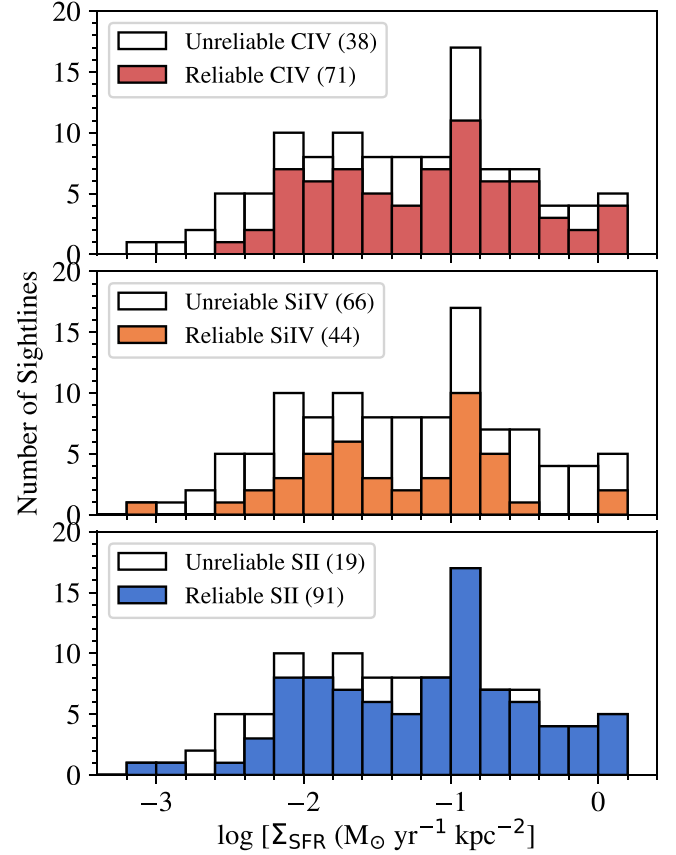 20
15
10
5
0
Unreliable CIV (38)
Reliable CIV (71)
20
15
10
5
0
Unreiable SiIV (66)
Reliable SiIV (44)
Number of Sightlines
20
15
10
5
0
Unreliable SII (19)
Reliable SII (91)
−3 −2 −1 0
log [Σ_SFR (M_⊙ yr⁻¹ kpc⁻²]